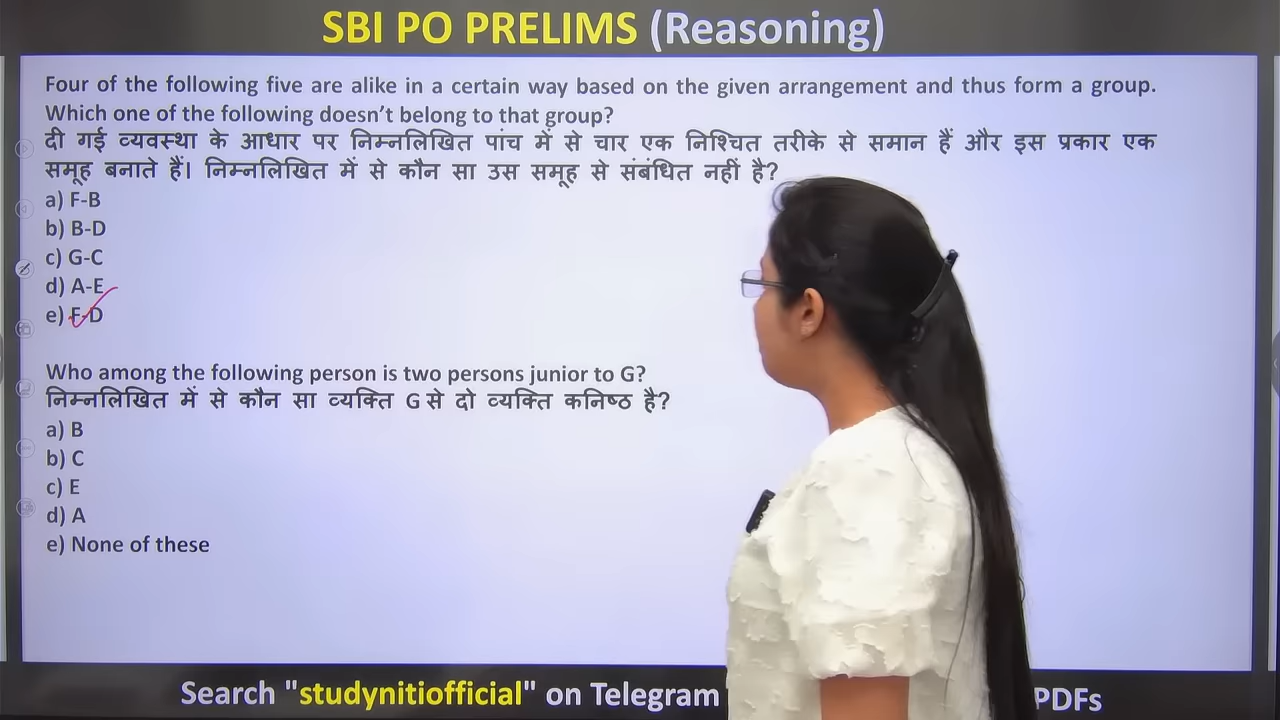 SBI PO PRELIMS (Reasoning)
Four of the following five are alike in a certain way based on the given arrangement and thus form a group.
Which one of the following doesn't belong to that group?
दी गई व्यवस्था के आधार पर निम्नलिखित पांच में से चार एक निश्चित तरीके से समान हैं और इस प्रकार एक
समूह बनाते हैं। निम्नलिखित में से कौन सा उस समूह से संबंधित नहीं है?
a) F-B
b) B-D
c) G-C
d) A-E
e) F-D
Who among the following person is two persons junior to G?
निम्नलिखित में से कौन सा व्यक्ति G से दो व्यक्ति कनिष्ठ है?
a) B
b) C
c) E
d) A
e) None of these
Search "studynitiofficial" on Telegram PDFs